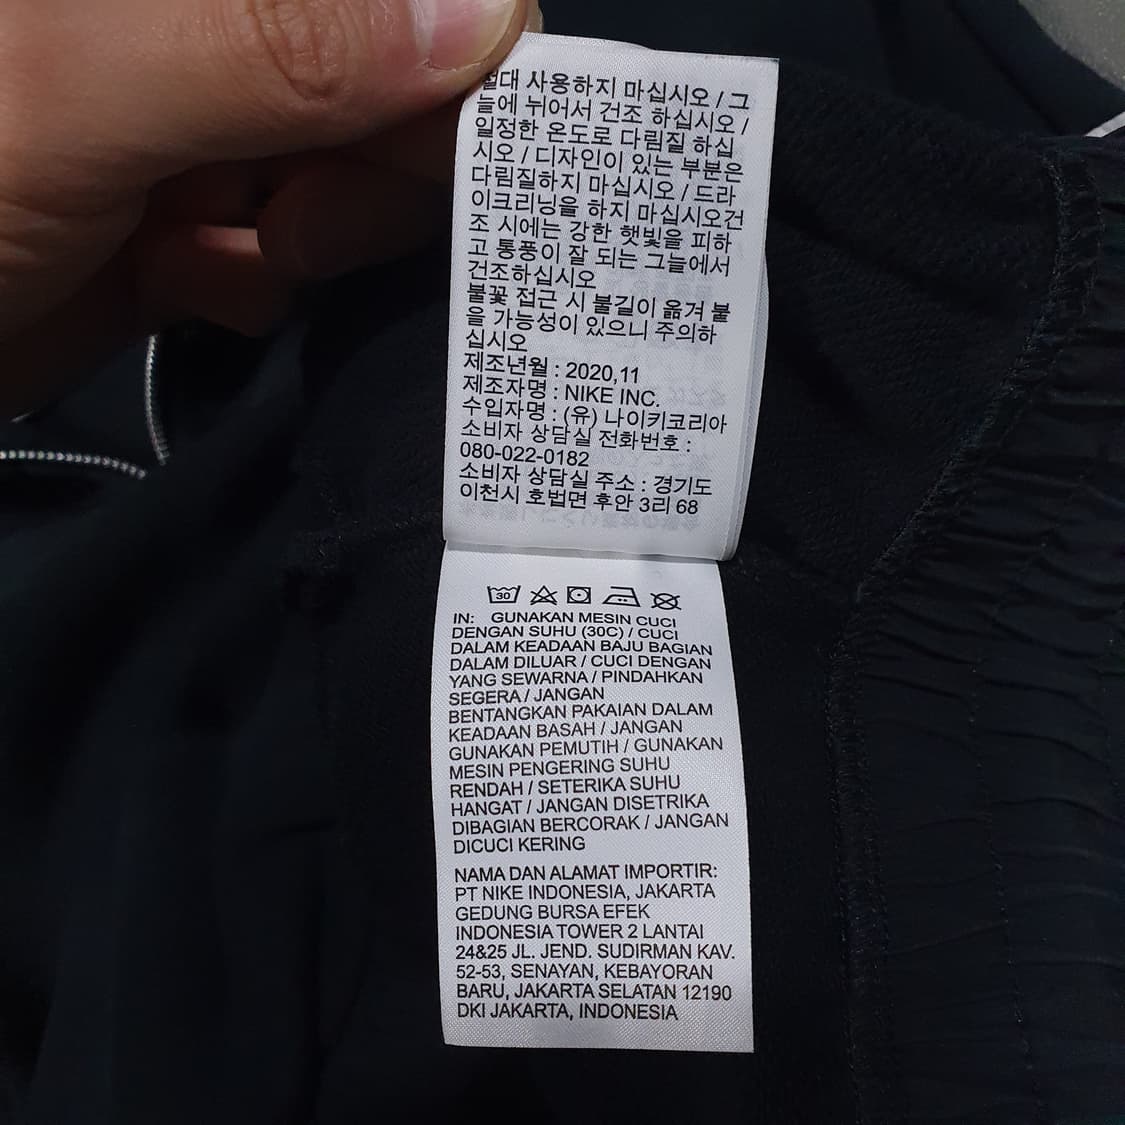 절대 사용하지 마십시오 / 그
늘에 뉘어서 건조 하십시오 /
일정한 온도로 다림질 하십
시오 / 디자인이 있는 부분은
다림질하지 마십시오 / 드라
이크리닝을 하지 마십시오건
조 시에는 강한 햇빛을 피하
고 통풍이 잘 되는 그늘에서
건조하십시오
불꽃 접근 시 불길이 옮겨 붙
을 가능성이 있으니 주의하
십시오
제조년월 : 2020,11
제조자명 : NIKE INC.
수입자명 : (유) 나이키코리아
소비자 상담실 전화번호 :
080-022-0182
소비자 상담실 주소 : 경기도
이천시 호법면 후안 3리 68
30
IN: GUNAKAN MESIN CUCI
DENGAN SUHU (30C) / CUCI
DALAM KEADAAN BAJU BAGIAN
DALAM DILUAR / CUCI DENGAN
YANG SEWARNA / PINDAHKAN
SEGERA / JANGAN
BENTANGKAN PAKAIAN DALAM
KEADAAN BASAH / JANGAN
GUNAKAN PEMUTIH / GUNAKAN
MESIN PENGERING SUHU
RENDAH / SETERIKA SUHU
HANGAT / JANGAN DISETRIKA
DIBAGIAN BERCORAK / JANGAN
DICUCI KERING
NAMA DAN ALAMAT IMPORTIR:
PT NIKE INDONESIA, JAKARTA
GEDUNG BURSA EFEK
INDONESIA TOWER 2 LANTAI
24&25 JL. JEND. SUDIRMAN KAV.
52-53, SENAYAN, KEBAYORAN
BARU, JAKARTA SELATAN 12190
DKI JAKARTA, INDONESIA